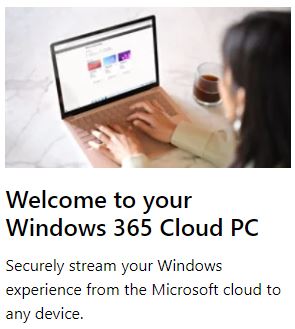 Welcome to your
Windows 365 Cloud PC
Securely stream your Windows
experience from the Microsoft cloud to
any device.